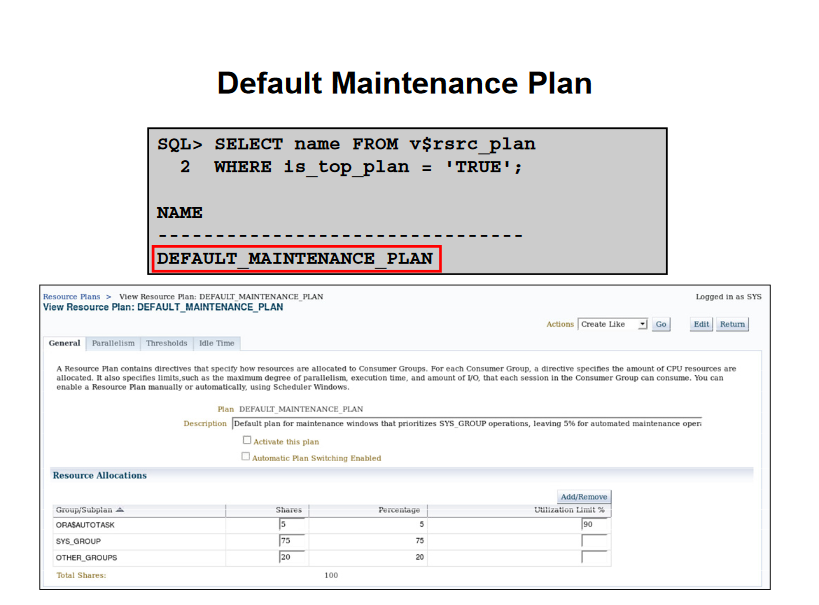 Default Maintenance Plan
SQL> SELECT name FROM v$rsrc_plan
2 WHERE is_top_plan = 'TRUE';
NAME
--------------------------------
DEFAULT_MAINTENANCE_PLAN
Resource Plans > View Resource Plan: DEFAULT_MAINTENANCE_PLAN Logged in as SYS
View Resource Plan: DEFAULT_MAINTENANCE_PLAN
Actions Create Like Go Edit Return
General Parallelism Thresholds Idle Time
A Resource Plan contains directives that specify how resources are allocated to Consumer Groups. For each Consumer Group, a directive specifies the amount of CPU resources are
allocated. It also specifies limits,such as the maximum degree of parallelism, execution time, and amount of I/O, that each session in the Consumer Group can consume. You can
enable a Resource Plan manually or automatically, using Scheduler Windows.
Plan DEFAULT_MAINTENANCE_PLAN
Description Default plan for maintenance windows that prioritizes SYS_GROUP operations, leaving 5% for automated maintenance opera
Activate this plan
Automatic Plan Switching Enabled
Resource Allocations
Add/Remove
Group/Subplan Shares Percentage Utilization Limit %
ORA$AUTOTASK 5 5 90
SYS_GROUP 75 75
OTHER_GROUPS 20 20
Total Shares: 100